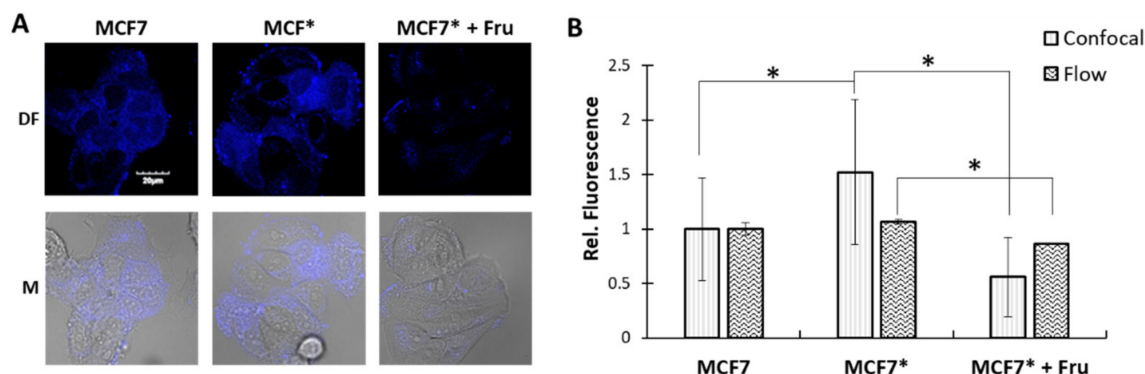 A
MCF7
MCF*
MCF7* + Fru
DF
20μm
M
B
Confocal
Flow
*
*
*
Rel. Fluorescence
2.5
2
1.5
1
0.5
0
MCF7
MCF7*
MCF7* + Fru